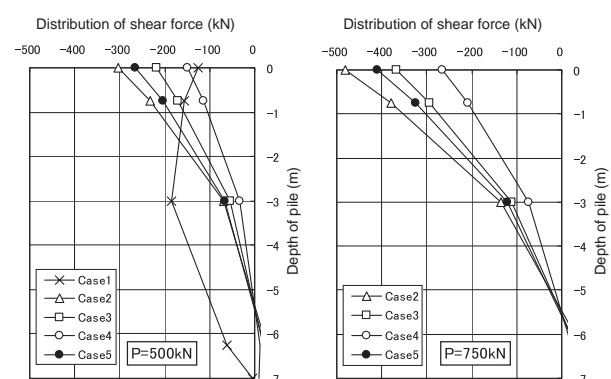 Distribution of shear force (kN)
-500 -400 -300 -200 -100 0
0
-1
-2
-3
-4
-5
-6
-7
Depth of pile (m)
Case1
Case2
Case3
Case4
Case5
P=500kN
Distribution of shear force (kN)
-500 -400 -300 -200 -100 0
0
-1
-2
-3
-4
-5
-6
-7
Depth of pile (m)
Case2
Case3
Case4
Case5
P=750kN